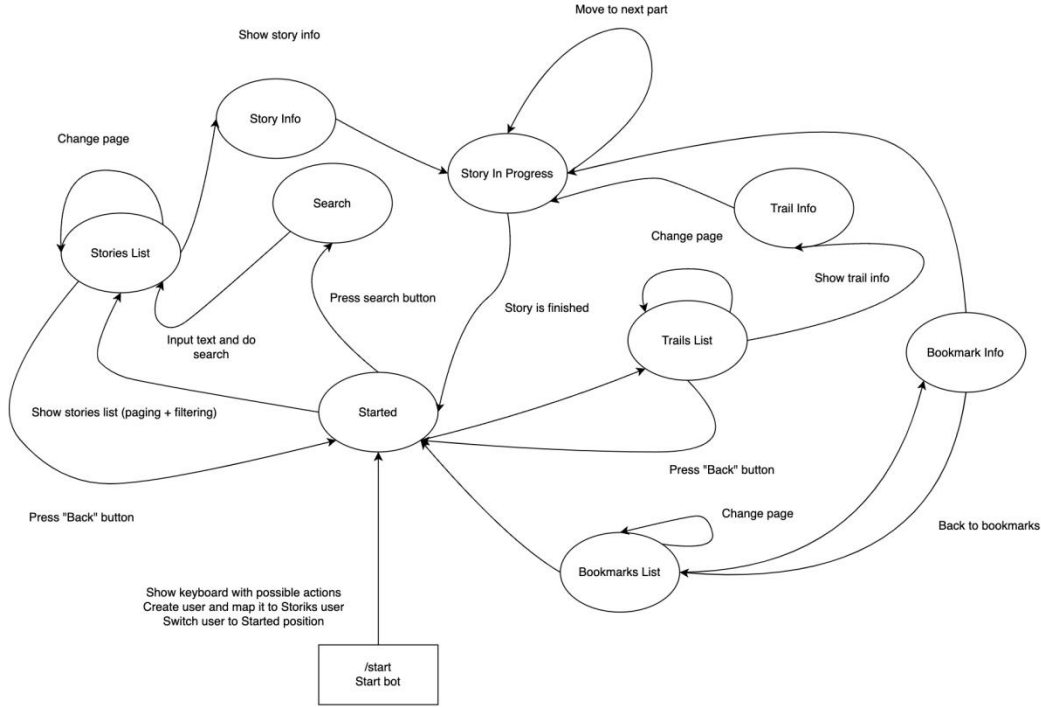 Move to next part
Show story info
Story Info
Change page
Story In Progress
Search
Trail Info
Change page
Stories List
Show trail info
Press search button
Story is finished
Input text and do
search
Trails List
Bookmark Info
Started
Show stories list (paging + filtering)
Press "Back" button
Press "Back" button
Change page
Back to bookmarks
Bookmarks List
Show keyboard with possible actions
Create user and map it to Storiks user
Switch user to Started position
/start
Start bot